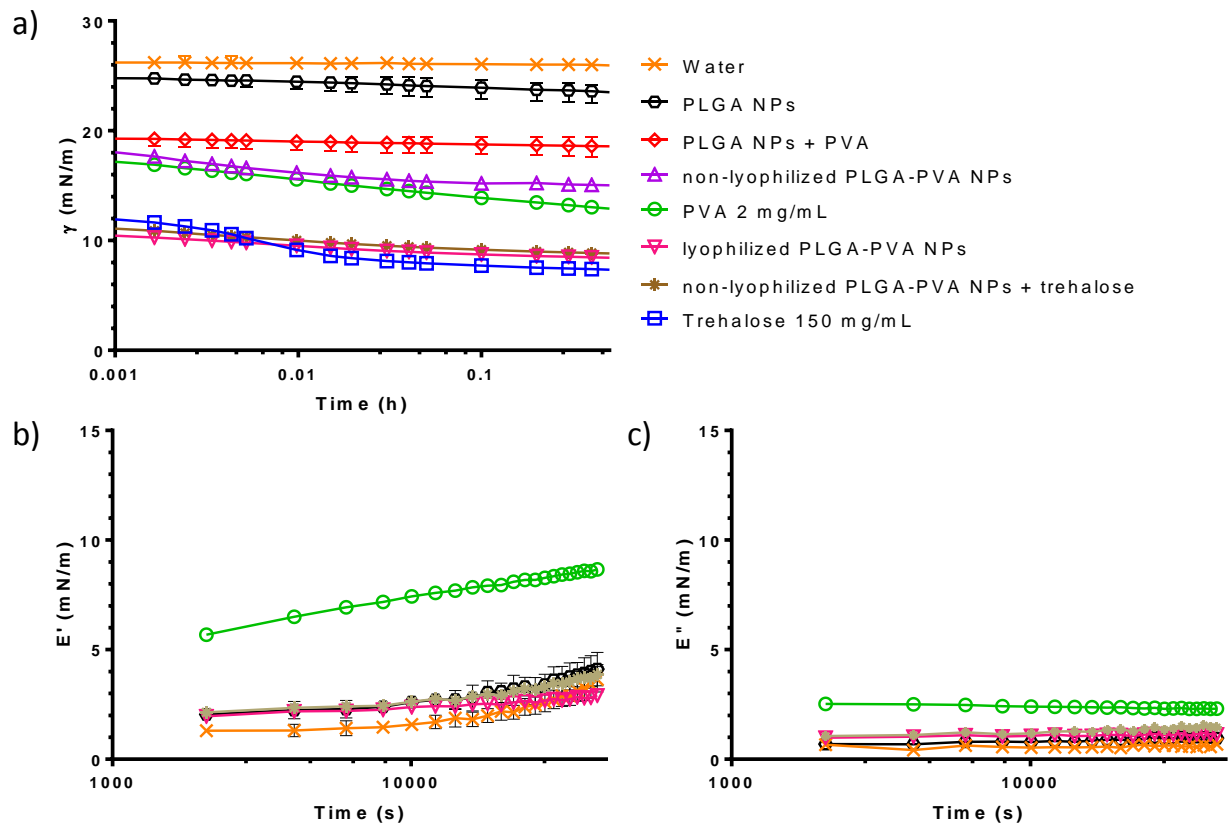 a)
30
20
10
0
γ (mN/m)
0.001
0.01
0.1
Time (h)
Water
PLGA NPs
PLGA NPs + PVA
non-lyophilized PLGA-PVA NPs
PVA 2 mg/mL
lyophilized PLGA-PVA NPs
non-lyophilized PLGA-PVA NPs + trehalose
Trehalose 150 mg/mL
b)
15
10
5
0
E' (mN/m)
1000
10000
Time (s)
c)
15
10
5
0
E" (mN/m)
1000
10000
Time (s)